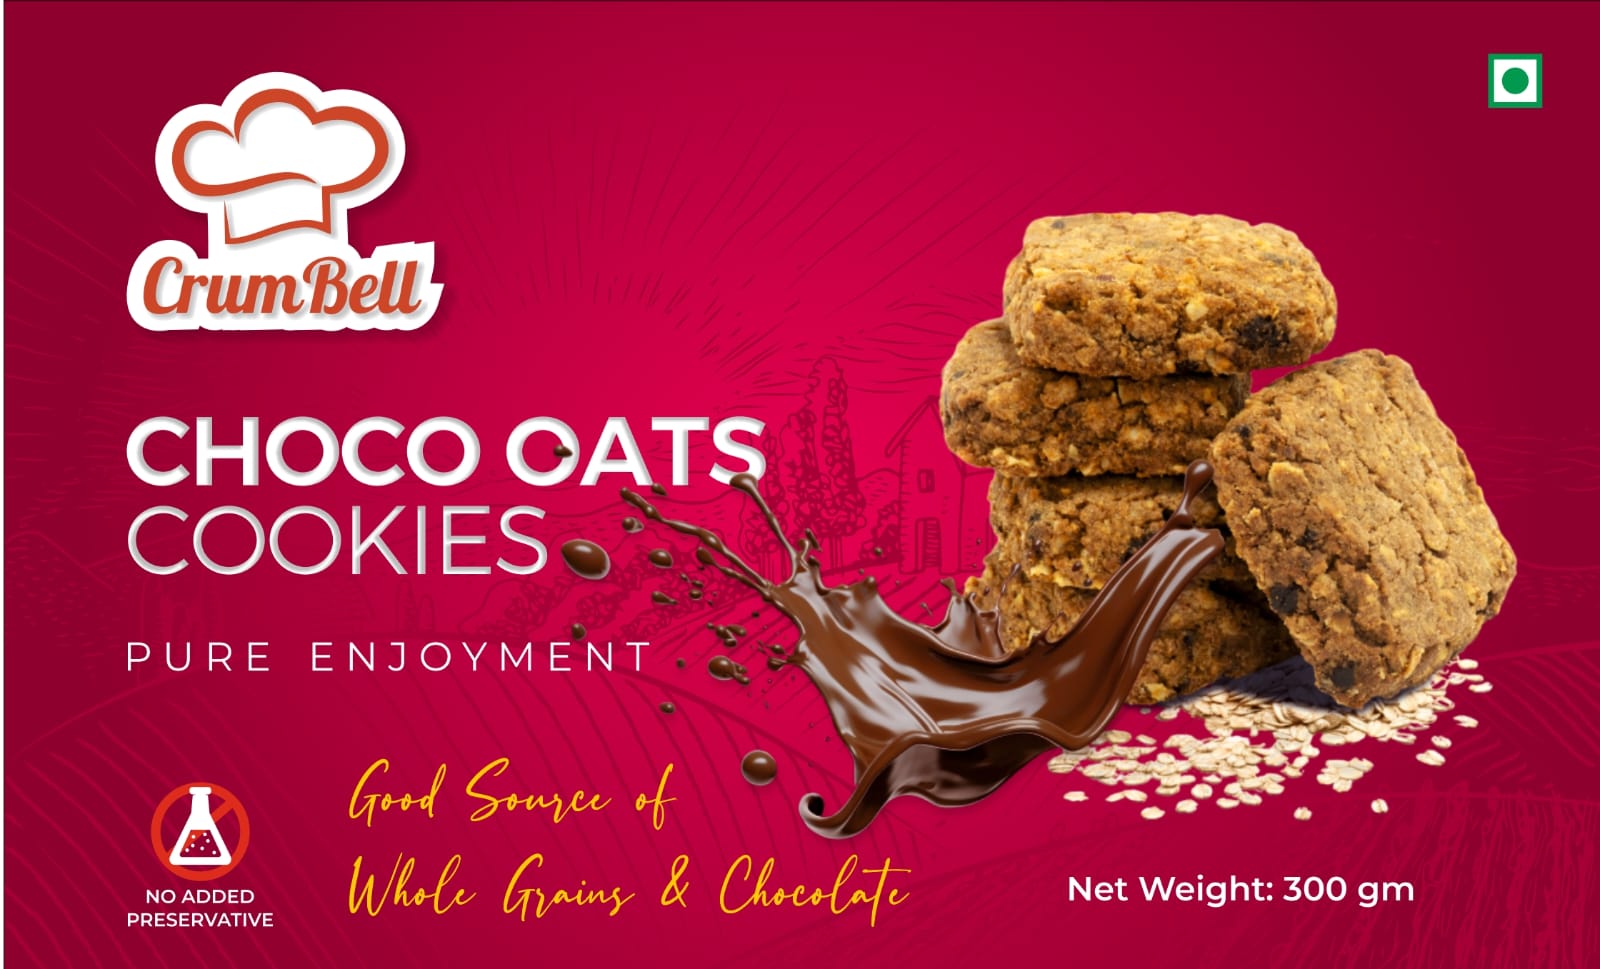 CrumBell
CHOCO OATS
COOKIES
PURE ENJOYMENT
Good Source of
Whole Grains & Chocolate
NO ADDED
PRESERVATIVE
Net Weight: 300 gm